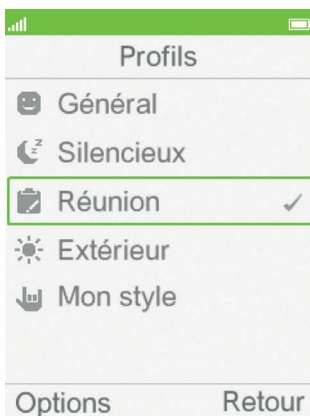 Profils
Général
Silencieux
Réunion
Extérieur
Mon style
Options Retour